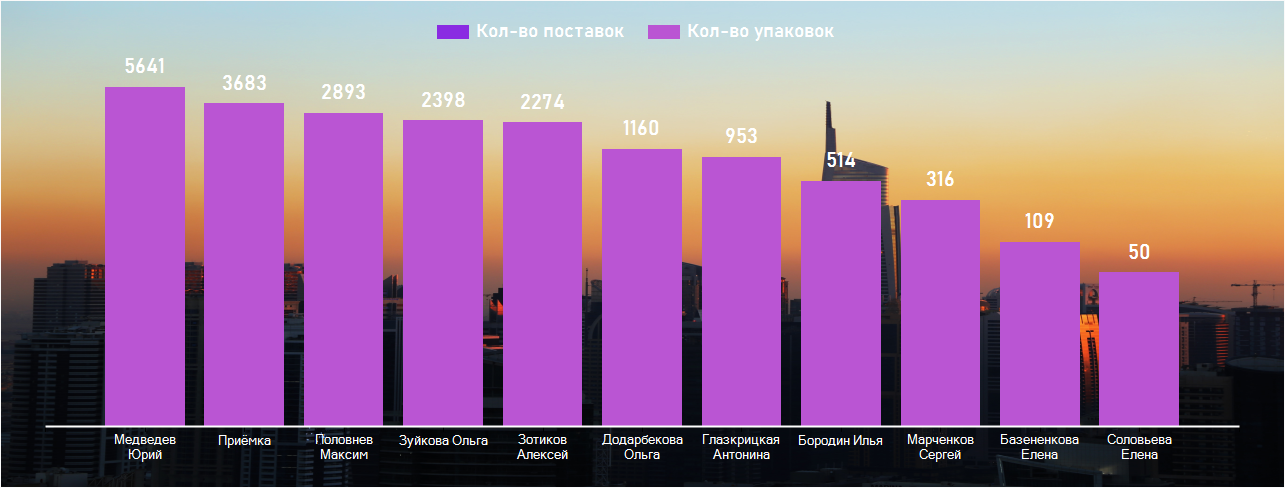 Кол-во поставок Кол-во упаковок
5641
3683
2893
2398
2274
1160
953
514
316
109
50
Медведев
Юрий
Приёмка
Половнев
Максим
Зуйкова Ольга
Зотиков
Алексей
Додарбекова
Ольга
Глазкрицкая
Антонина
Бородин Илья
Марченков
Сергей
Базененкова
Елена
Соловьева
Елена